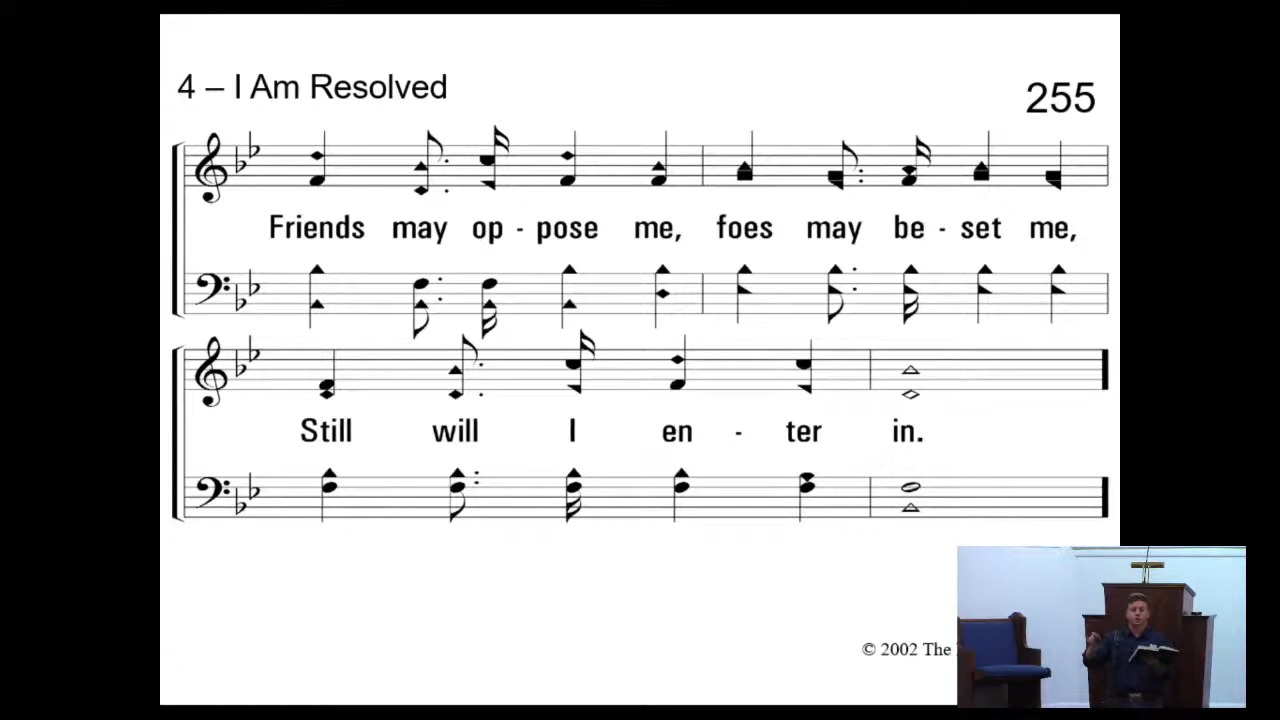 4 – I Am Resolved
255
Friends may op - pose me, foes may be - set me,
Still will I en - ter in.
© 2002 The